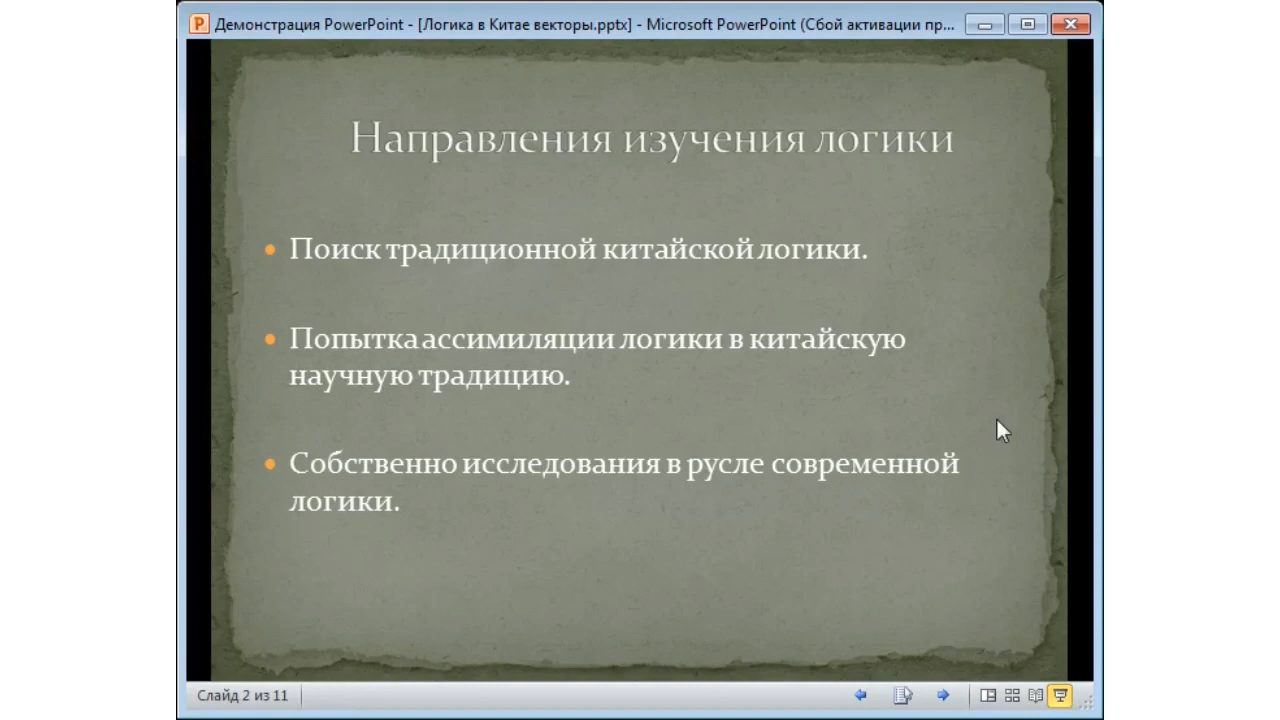 Демонстрация PowerPoint - [Логика в Китае векторы.pptx] - Microsoft PowerPoint (Сбой активации пр...
Направления изучения логики
Поиск традиционной китайской логики.
Попытка ассимиляции логики в китайскую
научную традицию.
Собственно исследования в русле современной
логики.
Слайд 2 из 11